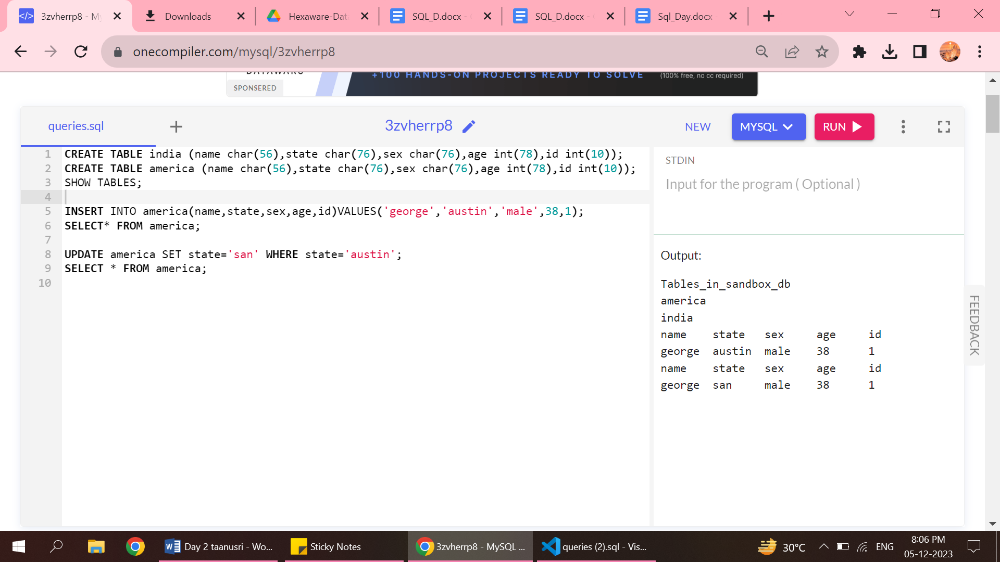 3zvherrp8 - My
Downloads
Hexaware-Data
SQL_D.docx -
SQL_D.docx -
Sql_Day.docx -
onecompiler.com/mysql/3zvherrp8
SPONSERED
+100 HANDS-ON PROJECTS READY TO SOLVE
(100% free, no cc required)
queries.sql
3zvherrp8
NEW
MYSQL
RUN
1 CREATE TABLE india (name char(56),state char(76),sex char(76),age int(78),id int(10));
2 CREATE TABLE america (name char(56),state char(76),sex char(76),age int(78),id int(10));
3 SHOW TABLES;
4
5 INSERT INTO america(name,state,sex,age,id)VALUES('george','austin','male',38,1);
6 SELECT* FROM america;
7
8 UPDATE america SET state='san' WHERE state='austin';
9 SELECT * FROM america;
10
STDIN
Input for the program ( Optional )
Output:
Tables_in_sandbox_db
america
india
name state sex age id
george austin male 38 1
name state sex age id
george san male 38 1
FEEDBACK
Day 2 taanusri - Wo...
Sticky Notes
3zvherrp8 - MySQL ...
queries (2).sql - Vis...
30°C
ENG
8:06 PM
05-12-2023